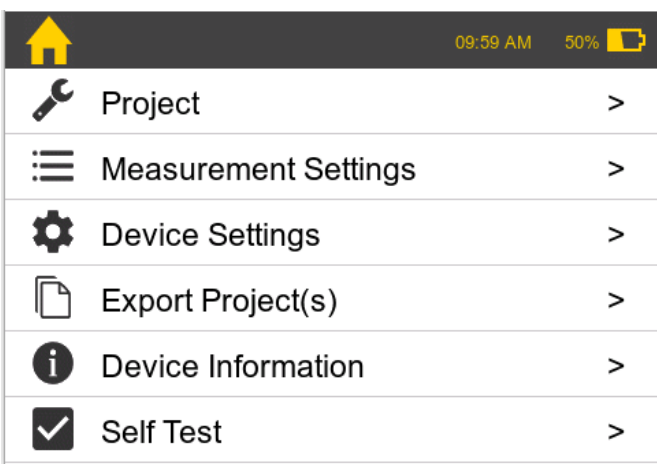 09:59 AM 50%
Project >
Measurement Settings >
Device Settings >
Export Project(s) >
Device Information >
Self Test >